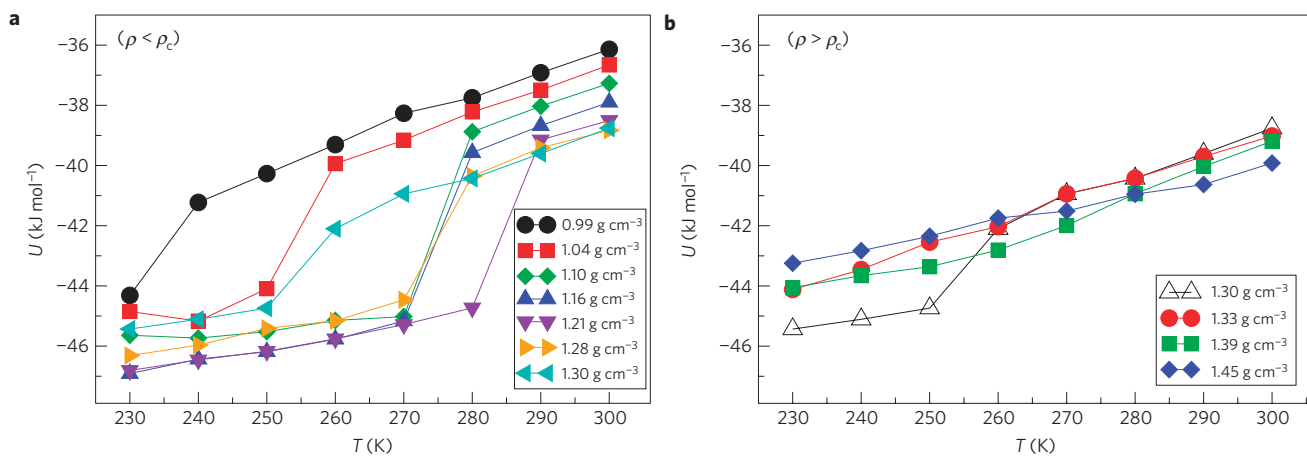 a
(ρ < ρc)
U (kJ mol−1)
−36
−38
−40
−42
−44
−46
230 240 250 260 270 280 290 300
T (K)
0.99 g cm−3
1.04 g cm−3
1.10 g cm−3
1.16 g cm−3
1.21 g cm−3
1.28 g cm−3
1.30 g cm−3
b
(ρ > ρc)
U (kJ mol−1)
−36
−38
−40
−42
−44
−46
230 240 250 260 270 280 290 300
T (K)
1.30 g cm−3
1.33 g cm−3
1.39 g cm−3
1.45 g cm−3